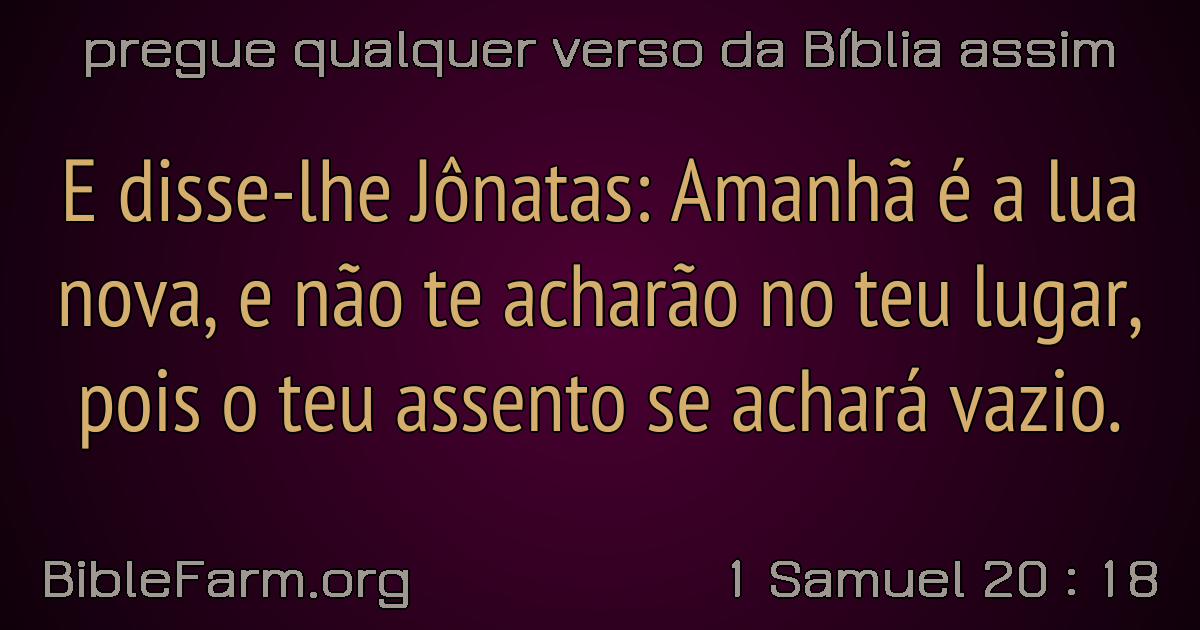 pregue qualquer verso da Bíblia assim
E disse-lhe Jônatas: Amanhã é a lua
nova, e não te acharão no teu lugar,
pois o teu assento se achará vazio.
BibleFarm.org
1 Samuel 20 : 18